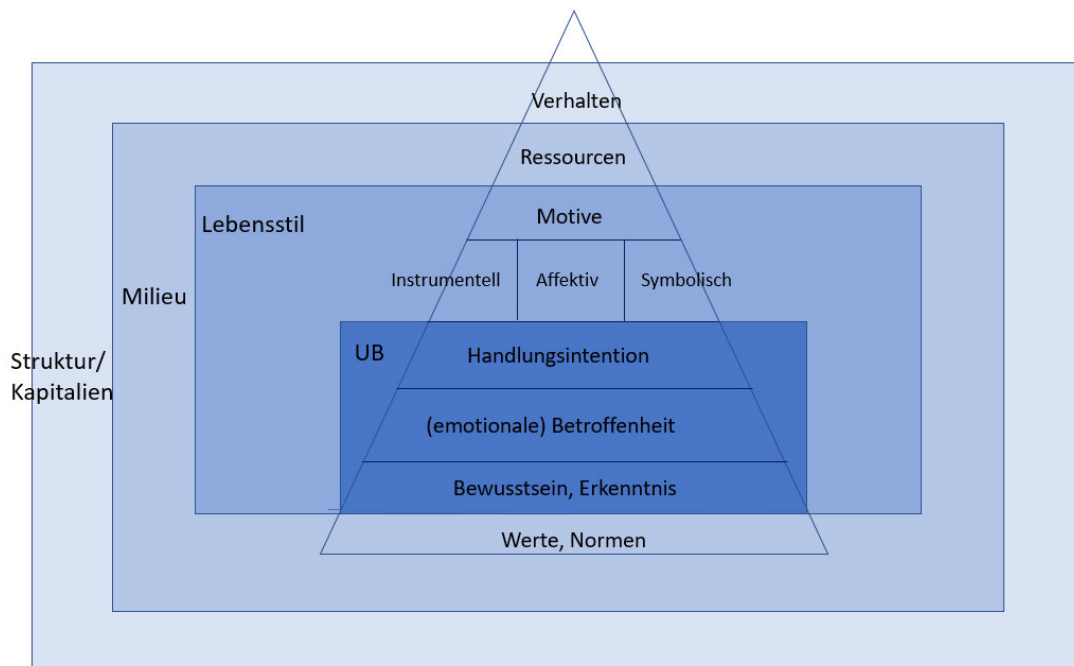 Verhalten
Ressourcen
Lebensstil
Motive
Instrumentell
Affektiv
Symbolisch
Milieu
UB
Handlungsintention
Struktur/
Kapitalien
(emotionale) Betroffenheit
Bewusstsein, Erkenntnis
Werte, Normen